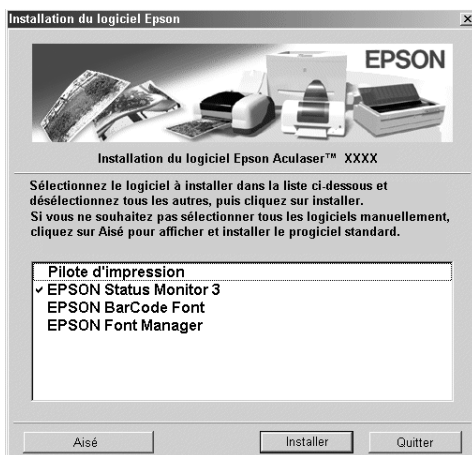 Installation du logiciel Epson
EPSON
Installation du logiciel Epson Aculaser™ XXXX
Sélectionnez le logiciel à installer dans la liste ci-dessous et
désélectionnez tous les autres, puis cliquez sur installer.
Si vous ne souhaitez pas sélectionner tous les logiciels manuellement,
cliquez sur Aisé pour afficher et installer le progiciel standard.
Pilote d'impression
EPSON Status Monitor 3
EPSON BarCode Font
EPSON Font Manager
Aisé Installer Quitter